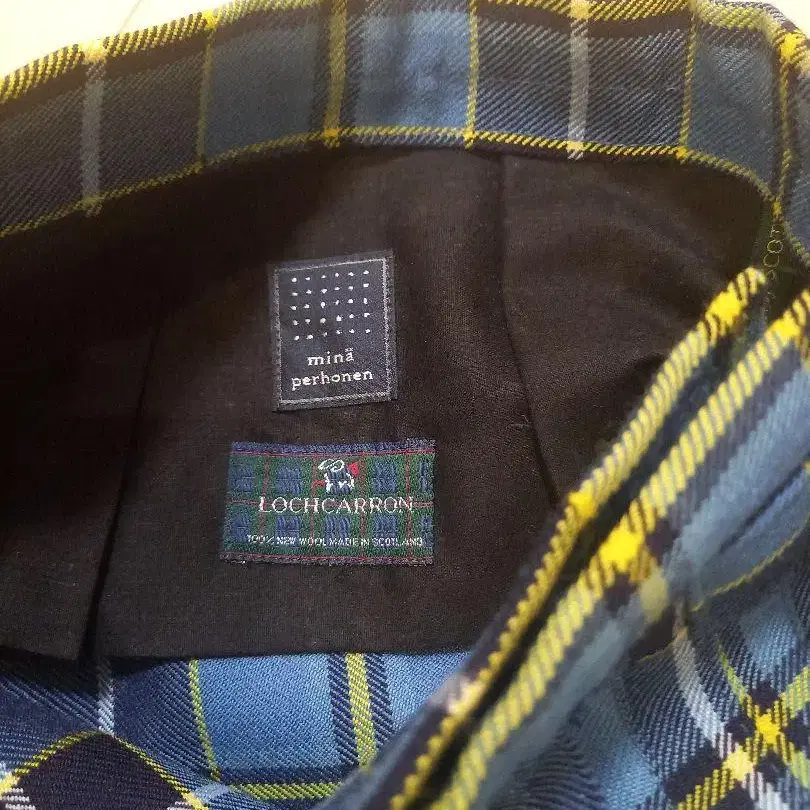 minä
perhonen
LOCHCARRON
100% NEW WOOL MADE IN SCOTLAND